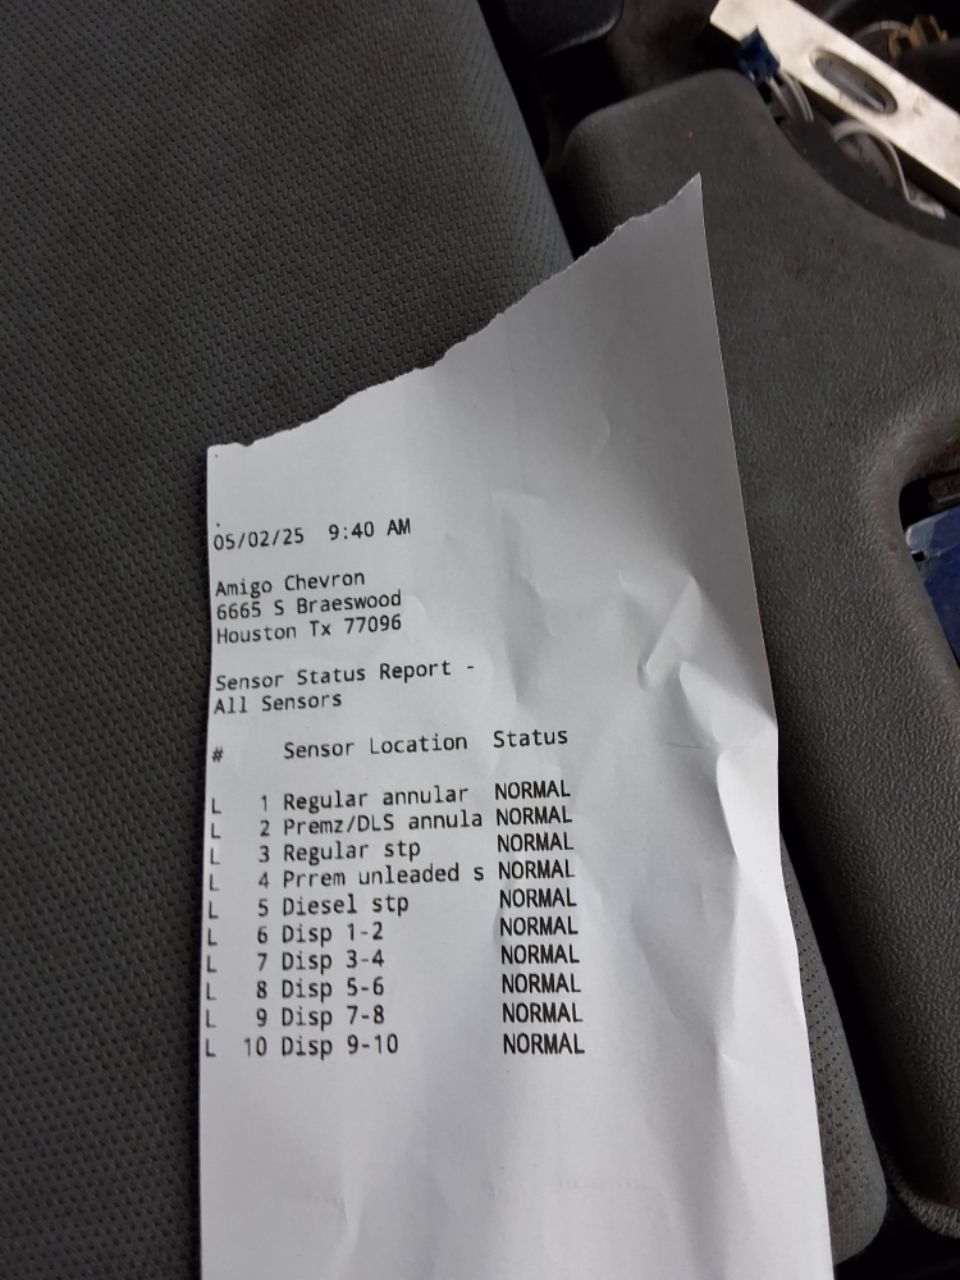 05/02/25 9:40 AM
Amigo Chevron
6665 S Braeswood
Houston Tx 77096
Sensor Status Report -
All Sensors
# Sensor Location Status
L 1 Regular annular NORMAL
L 2 Premz/DLS annula NORMAL
L 3 Regular stp NORMAL
L 4 Prrem unleaded s NORMAL
L 5 Diesel stp NORMAL
L 6 Disp 1-2 NORMAL
L 7 Disp 3-4 NORMAL
L 8 Disp 5-6 NORMAL
L 9 Disp 7-8 NORMAL
L 10 Disp 9-10 NORMAL